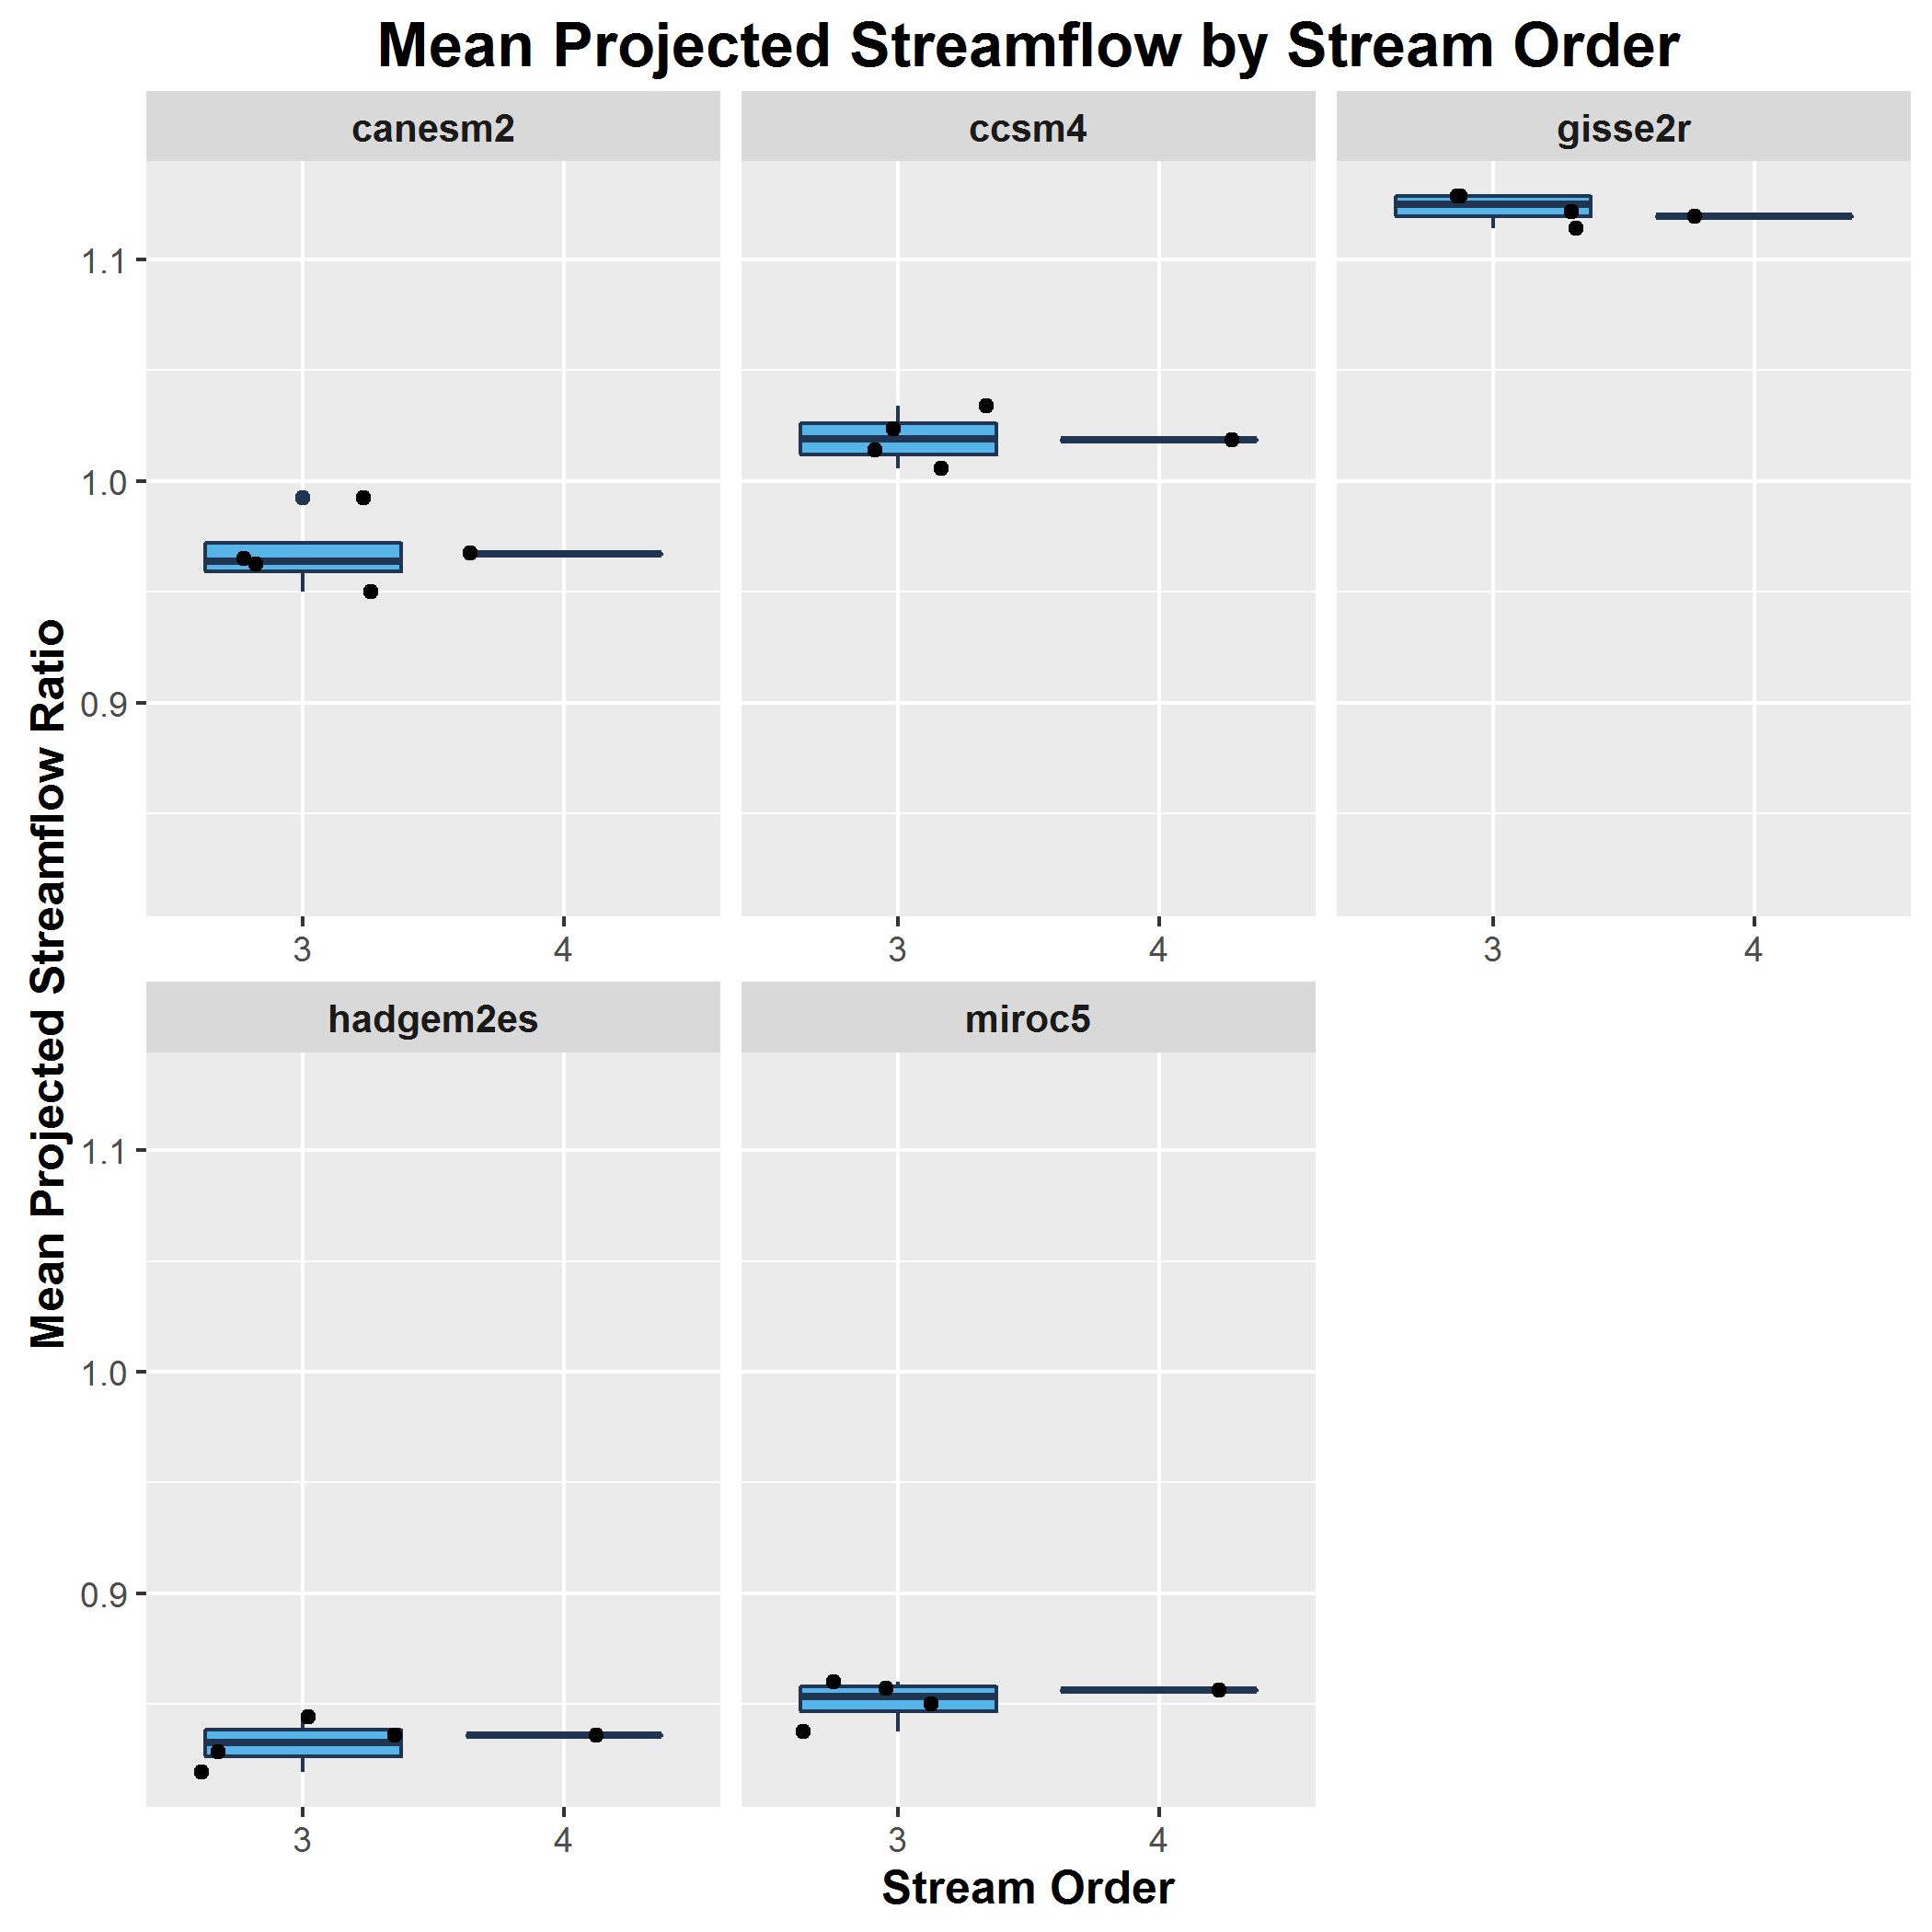 Mean Projected Streamflow by Stream Order
canesm2
ccsm4
gisse2r
1.1
1.0
0.9
3
4
3
4
3
4
Mean Projected Streamflow Ratio
hadgem2es
miroc5
1.1
1.0
0.9
3
4
3
4
Stream Order